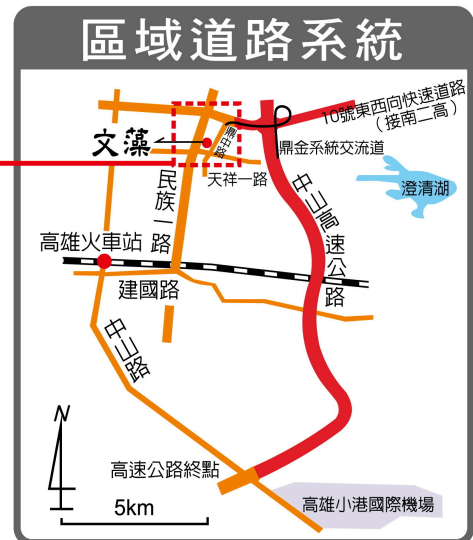 區域道路系統
10號東西向快速道路
(接南二高)
文藻
鼎中路
鼎金系統交流道
天祥一路
澄清湖
民族一路
中山高速公路
高雄火車站
建國路
中山路
N
高速公路終點
5km
高雄小港國際機場